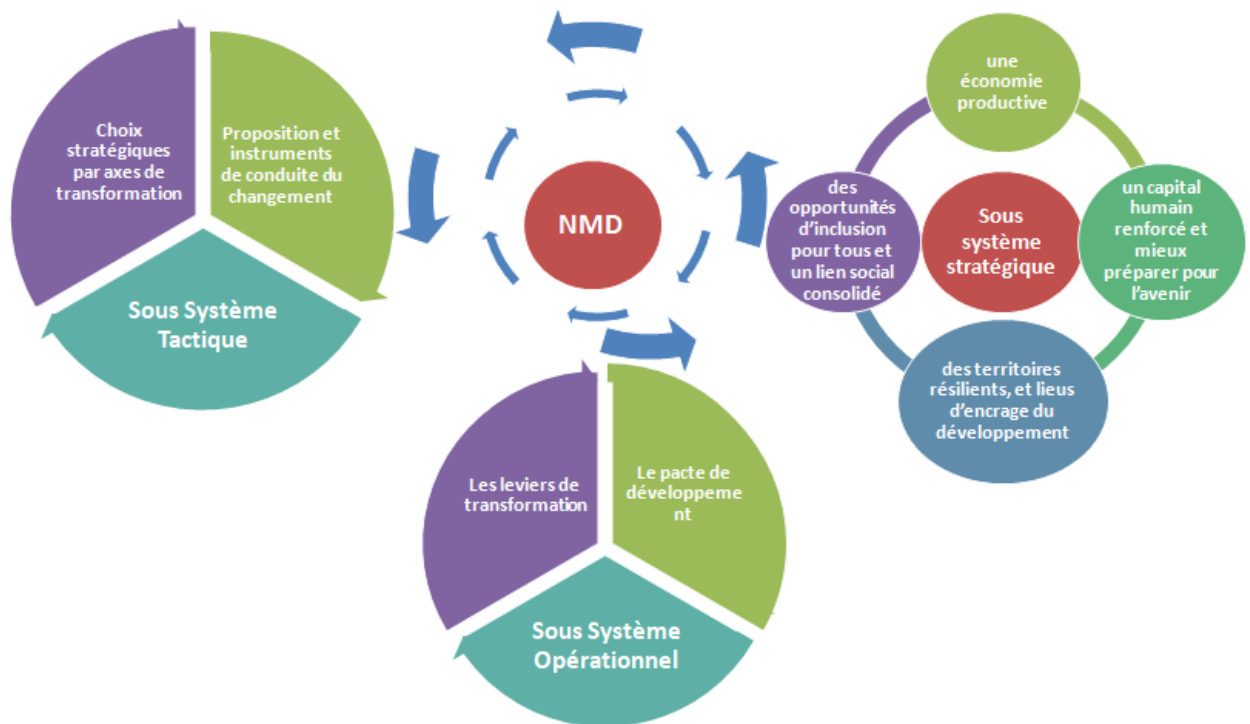 Choix
stratégiques
par axes de
transformation
Proposition et
instruments
de conduite du
changement
Sous Système
Tactique
NMD
une
économie
productive
des
opportunités
d’inclusion
pour tous et
un lien social
consolidé
Sous
système
stratégique
un capital
humain
renforcé et
mieux
préparer pour
l’avenir
des territoires
résilients, et lieus
d’encrage du
développement
Les leviers de
transformation
Le pacte de
développeme
nt
Sous Système
Opérationnel